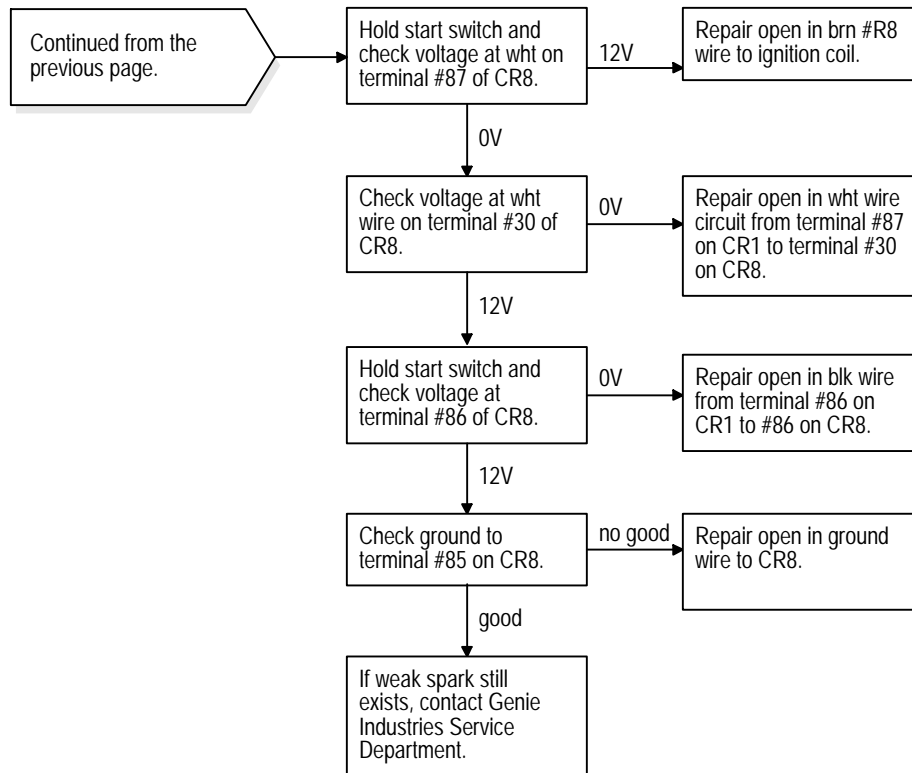 Continued from the
previous page.
Hold start switch and
check voltage at wht on
terminal #87 of CR8.
12V
Repair open in brn #R8
wire to ignition coil.
0V
Check voltage at wht
wire on terminal #30 of
CR8.
0V
Repair open in wht wire
circuit from terminal #87
on CR1 to terminal #30
on CR8.
12V
Hold start switch and
check voltage at
terminal #86 of CR8.
0V
Repair open in blk wire
from terminal #86 on
CR1 to #86 on CR8.
12V
Check ground to
terminal #85 on CR8.
no good
Repair open in ground
wire to CR8.
good
If weak spark still
exists, contact Genie
Industries Service
Department.